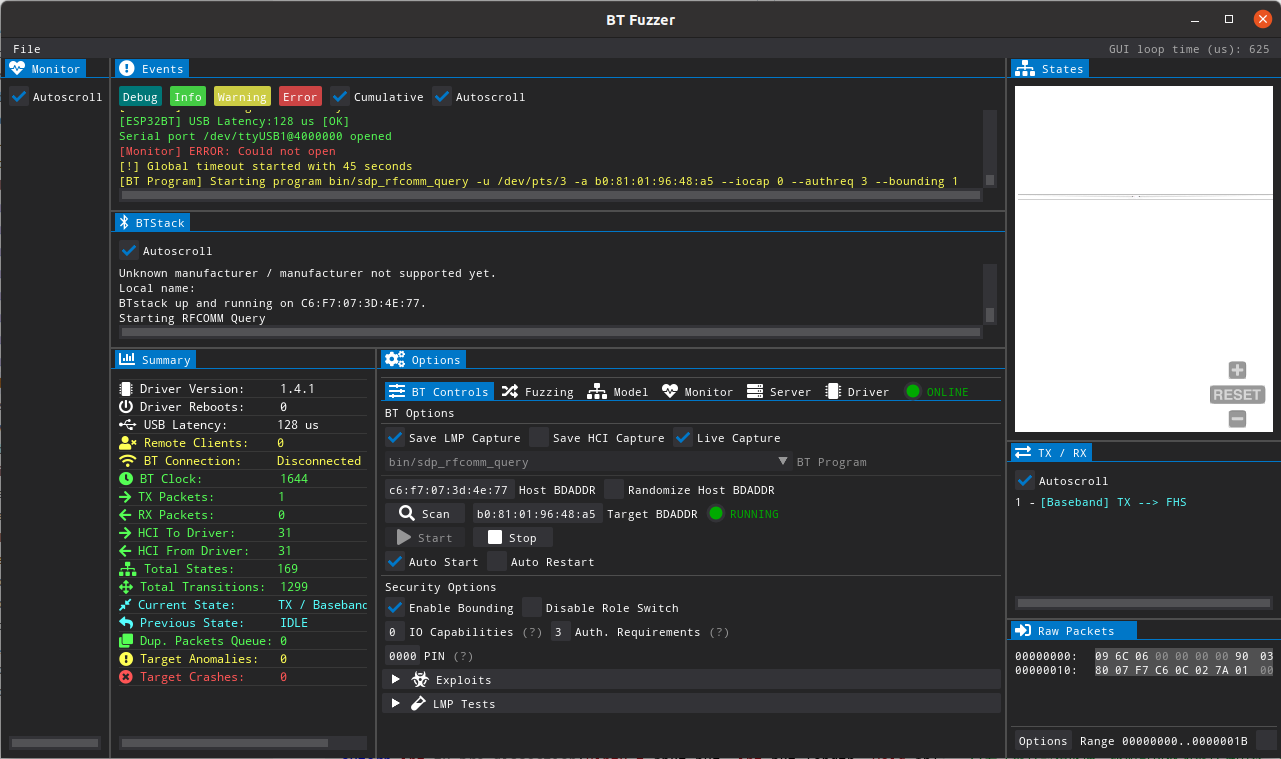 BT Fuzzer
File
GUI loop time (us): 625
Monitor
Autoscroll
Events
Debug Info Warning Error Cumulative Autoscroll
[ESP32BT] USB Latency:128 us [OK]
Serial port /dev/ttyUSB1@4000000 opened
[Monitor] ERROR: Could not open
[!] Global timeout started with 45 seconds
[BT Program] Starting program bin/sdp_rfcomm_query -u /dev/pts/3 -a b0:81:01:96:48:a5 --iocap 0 --authreq 3 --bounding 1
BTStack
Autoscroll
Unknown manufacturer / manufacturer not supported yet.
Local name:
BTstack up and running on C6:F7:07:3D:4E:77.
Starting RFCOMM Query
Summary
Driver Version: 1.4.1
Driver Reboots: 0
USB Latency: 128 us
Remote Clients: 0
BT Connection: Disconnected
BT Clock: 1644
TX Packets: 1
RX Packets: 0
HCI To Driver: 31
HCI From Driver: 31
Total States: 169
Total Transitions: 1299
Current State: TX / Baseband
Previous State: IDLE
Dup. Packets Queue: 0
Target Anomalies: 0
Target Crashes: 0
Options
BT Controls Fuzzing Model Monitor Server Driver ONLINE
BT Options
Save LMP Capture Save HCI Capture Live Capture
bin/sdp_rfcomm_query BT Program
c6:f7:07:3d:4e:77 Host BDADDR Randomize Host BDADDR
Scan b0:81:01:96:48:a5 Target BDADDR RUNNING
Start Stop
Auto Start Auto Restart
Security Options
Enable Bounding Disable Role Switch
0 IO Capabilities (?) 3 Auth. Requirements (?)
0000 PIN (?)
Exploits
LMP Tests
States
RESET
TX / RX
Autoscroll
1 - [Baseband] TX --> FHS
Raw Packets
00000000: 09 6C 06 00 00 00 00 90 03
00000010: 80 07 F7 C6 0C 02 7A 01 00
Options Range 00000000..0000001B